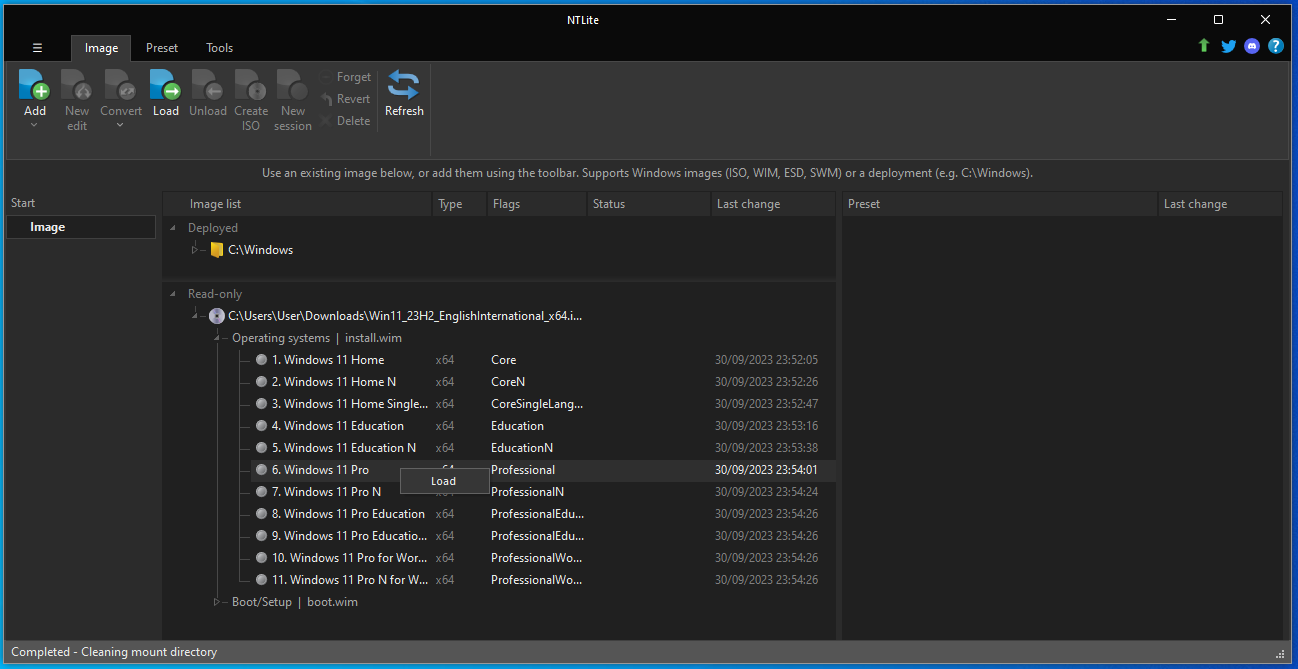 NTLite
Image Preset Tools
Add New edit Convert Load Unload Create ISO New session Forget Revert Delete Refresh
Use an existing image below, or add them using the toolbar. Supports Windows images (ISO, WIM, ESD, SWM) or a deployment (e.g. C:\Windows).
Start
Image
Image list Type Flags Status Last change Preset Last change
Deployed
C:\Windows
Read-only
C:\Users\User\Downloads\Win11_23H2_EnglishInternational_x64.i...
Operating systems | install.wim
1. Windows 11 Home x64 Core 30/09/2023 23:52:05
2. Windows 11 Home N x64 CoreN 30/09/2023 23:52:26
3. Windows 11 Home Single... x64 CoreSingleLang... 30/09/2023 23:52:47
4. Windows 11 Education x64 Education 30/09/2023 23:53:16
5. Windows 11 Education N x64 EducationN 30/09/2023 23:53:38
6. Windows 11 Pro Professional 30/09/2023 23:54:01
Load
7. Windows 11 Pro N ProfessionalN 30/09/2023 23:54:24
8. Windows 11 Pro Education x64 ProfessionalEdu... 30/09/2023 23:54:26
9. Windows 11 Pro Educatio... x64 ProfessionalEdu... 30/09/2023 23:54:26
10. Windows 11 Pro for Wor... x64 ProfessionalWo... 30/09/2023 23:54:26
11. Windows 11 Pro N for W... x64 ProfessionalWo... 30/09/2023 23:54:26
Boot/Setup | boot.wim
Completed - Cleaning mount directory